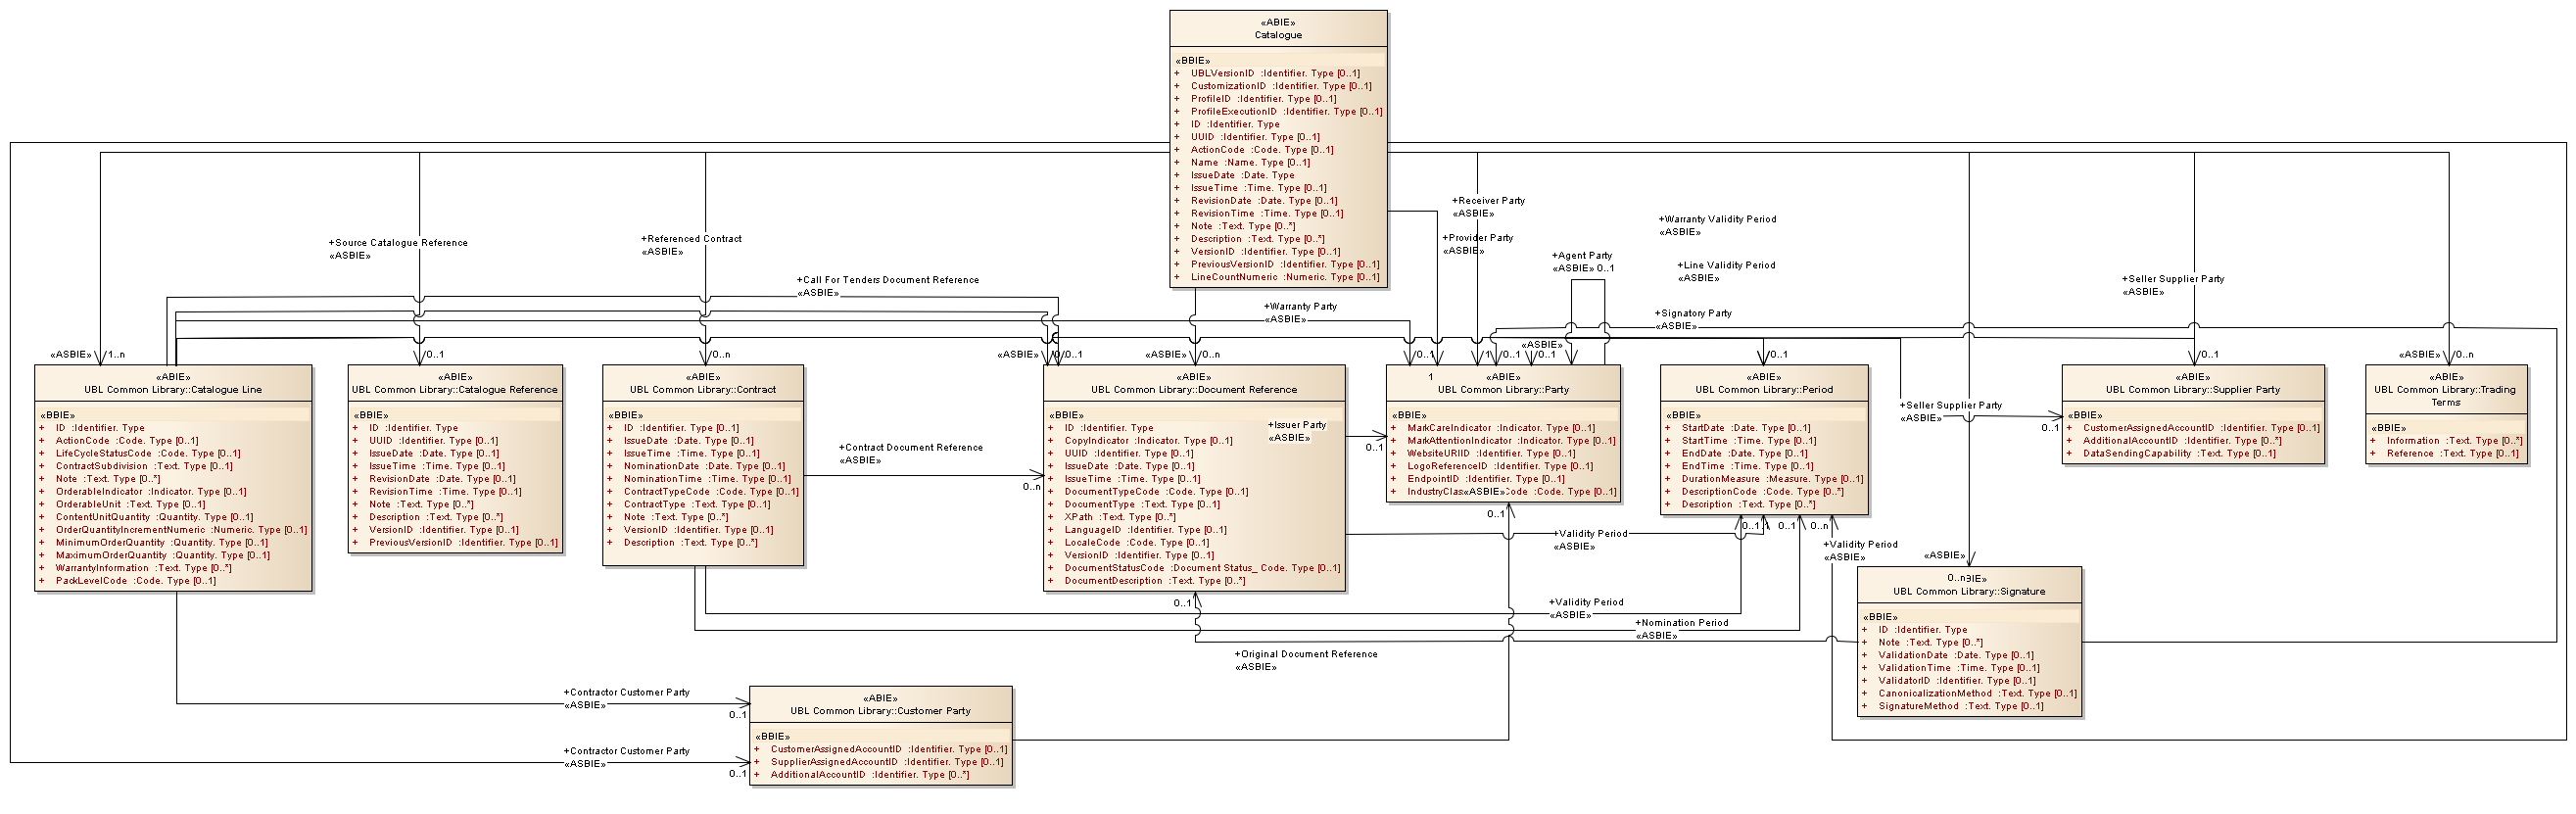 «ABIE»
Catalogue
«BBIE»
+ UBLVersionID :Identifier. Type [0..1]
+ CustomizationID :Identifier. Type [0..1]
+ ProfileID :Identifier. Type [0..1]
+ ProfileExecutionID :Identifier. Type [0..1]
+ ID :Identifier. Type
+ UUID :Identifier. Type [0..1]
+ ActionCode :Code. Type [0..1]
+ Name :Name. Type [0..1]
+ IssueDate :Date. Type
+ IssueTime :Time. Type [0..1]
+ RevisionDate :Date. Type [0..1]
+ RevisionTime :Time. Type [0..1]
+ Note :Text. Type [0..*]
+ Description :Text. Type [0..*]
+ VersionID :Identifier. Type [0..1]
+ PreviousVersionID :Identifier. Type [0..1]
+ LineCountNumeric :Numeric. Type [0..1]
+Source Catalogue Reference
«ASBIE»
+Referenced Contract
«ASBIE»
+Call For Tenders Document Reference
«ASBIE»
+Receiver Party
«ASBIE»
+Provider Party
«ASBIE»
+Agent Party
«ASBIE» 0..1
+Warranty Validity Period
«ASBIE»
+Line Validity Period
«ASBIE»
+Seller Supplier Party
«ASBIE»
+Warranty Party
«ASBIE»
+Signatory Party
«ASBIE»
«ASBIE» 1..n
0..1
0..n
«ASBIE»
0..1
«ASBIE» 0..n
0..1
1
0..1
0..1
«ASBIE»
0..1
0..1
«ASBIE» 0..n
«ABIE»
UBL Common Library::Catalogue Line
«BBIE»
+ ID :Identifier. Type
+ ActionCode :Code. Type [0..1]
+ LifeCycleStatusCode :Code. Type [0..1]
+ ContractSubdivision :Text. Type [0..1]
+ Note :Text. Type [0..*]
+ OrderableIndicator :Indicator. Type [0..1]
+ OrderableUnit :Text. Type [0..1]
+ ContentUnitQuantity :Quantity. Type [0..1]
+ OrderQuantityIncrementNumeric :Numeric. Type [0..1]
+ MinimumOrderQuantity :Quantity. Type [0..1]
+ MaximumOrderQuantity :Quantity. Type [0..1]
+ WarrantyInformation :Text. Type [0..*]
+ PackLevelCode :Code. Type [0..1]
«ABIE»
UBL Common Library::Catalogue Reference
«BBIE»
+ ID :Identifier. Type
+ UUID :Identifier. Type [0..1]
+ IssueDate :Date. Type [0..1]
+ IssueTime :Time. Type [0..1]
+ RevisionDate :Date. Type [0..1]
+ RevisionTime :Time. Type [0..1]
+ Note :Text. Type [0..*]
+ Description :Text. Type [0..*]
+ VersionID :Identifier. Type [0..1]
+ PreviousVersionID :Identifier. Type [0..1]
«ABIE»
UBL Common Library::Contract
«BBIE»
+ ID :Identifier. Type [0..1]
+ IssueDate :Date. Type [0..1]
+ IssueTime :Time. Type [0..1]
+ NominationDate :Date. Type [0..1]
+ NominationTime :Time. Type [0..1]
+ ContractTypeCode :Code. Type [0..1]
+ ContractType :Text. Type [0..1]
+ Note :Text. Type [0..*]
+ VersionID :Identifier. Type [0..1]
+ Description :Text. Type [0..*]
+Contract Document Reference
«ASBIE»
0..n
«ABIE»
UBL Common Library::Document Reference
«BBIE»
+ ID :Identifier. Type
+ CopyIndicator :Indicator. Type [0..1]
+ UUID :Identifier. Type [0..1]
+ IssueDate :Date. Type [0..1]
+ IssueTime :Time. Type [0..1]
+ DocumentTypeCode :Code. Type [0..1]
+ DocumentType :Text. Type [0..1]
+ XPath :Text. Type [0..*]
+ LanguageID :Identifier. Type [0..1]
+ LocaleCode :Code. Type [0..1]
+ VersionID :Identifier. Type [0..1]
+ DocumentStatusCode :Document Status_ Code. Type [0..1]
+ DocumentDescription :Text. Type [0..*]
+Issuer Party
«ASBIE»
0..1
1
«ABIE»
UBL Common Library::Party
«BBIE»
+ MarkCareIndicator :Indicator. Type [0..1]
+ MarkAttentionIndicator :Indicator. Type [0..1]
+ WebsiteURIID :Identifier. Type [0..1]
+ LogoReferenceID :Identifier. Type [0..1]
+ EndpointID :Identifier. Type [0..1]
+ IndustryClas «ASBIE» Code :Code. Type [0..1]
0..1
«ABIE»
UBL Common Library::Period
«BBIE»
+ StartDate :Date. Type [0..1]
+ StartTime :Time. Type [0..1]
+ EndDate :Date. Type [0..1]
+ EndTime :Time. Type [0..1]
+ DurationMeasure :Measure. Type [0..1]
+ DescriptionCode :Code. Type [0..*]
+ Description :Text. Type [0..*]
0..1
0..1
0..n
+Seller Supplier Party
«ASBIE»
0..1
«ABIE»
UBL Common Library::Supplier Party
«BBIE»
+ CustomerAssignedAccountID :Identifier. Type [0..1]
+ AdditionalAccountID :Identifier. Type [0..*]
+ DataSendingCapability :Text. Type [0..1]
«ABIE»
UBL Common Library::Trading
Terms
«BBIE»
+ Information :Text. Type [0..*]
+ Reference :Text. Type [0..1]
+Validity Period
«ASBIE»
+Validity Period
«ASBIE»
+Validity Period
«ASBIE»
+Nomination Period
«ASBIE»
0..1
+Original Document Reference
«ASBIE»
«ASBIE»
0..n BIE»
UBL Common Library::Signature
«BBIE»
+ ID :Identifier. Type
+ Note :Text. Type [0..*]
+ ValidationDate :Date. Type [0..1]
+ ValidationTime :Time. Type [0..1]
+ ValidatorID :Identifier. Type [0..1]
+ CanonicalizationMethod :Text. Type [0..1]
+ SignatureMethod :Text. Type [0..1]
+Contractor Customer Party
«ASBIE»
0..1
+Contractor Customer Party
«ASBIE»
0..1
«ABIE»
UBL Common Library::Customer Party
«BBIE»
+ CustomerAssignedAccountID :Identifier. Type [0..1]
+ SupplierAssignedAccountID :Identifier. Type [0..1]
+ AdditionalAccountID :Identifier. Type [0..*]